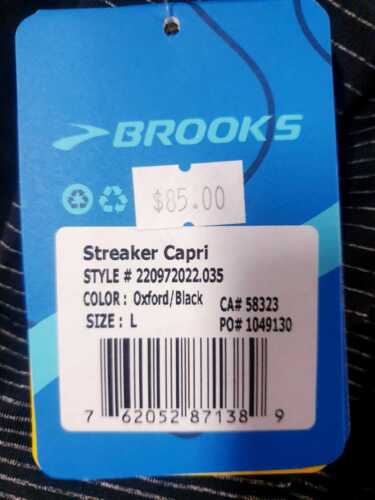 BROOKS
$85.00
Streaker Capri
STYLE # 220972022.035
COLOR : Oxford/Black
CA# 58323
SIZE : L
PO# 1049130
7 62052 87138 9